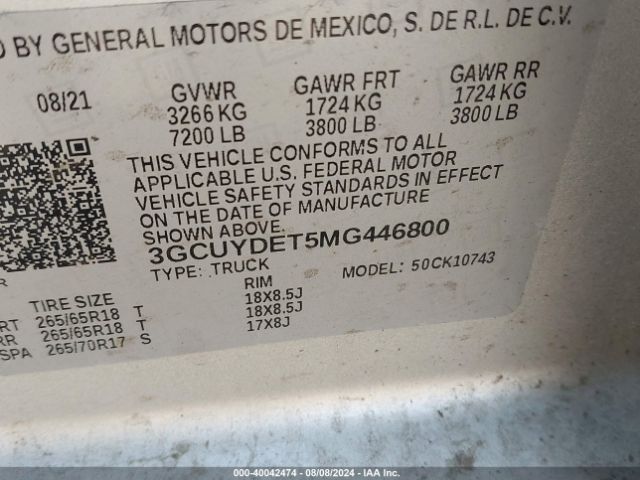 D BY GENERAL MOTORS DE MEXICO, S. DE R.L. DE C.V.
08/21 GVWR GAWR FRT GAWR RR
3266 KG 1724 KG 1724 KG
7200 LB 3800 LB 3800 LB
THIS VEHICLE CONFORMS TO ALL
APPLICABLE U.S. FEDERAL MOTOR
VEHICLE SAFETY STANDARDS IN EFFECT
ON THE DATE OF MANUFACTURE
SHOWN ABOVE.
3GCUYDET5MG446800
TYPE: TRUCK MODEL: 50CK10743
R
TIRE SIZE RIM
RT 265/65R18 T 18X8.5J
RR 265/65R18 T 18X8.5J
SPA 265/70R17 S 17X8J
000-40042474 — 08/08/2024 — IAA Inc.